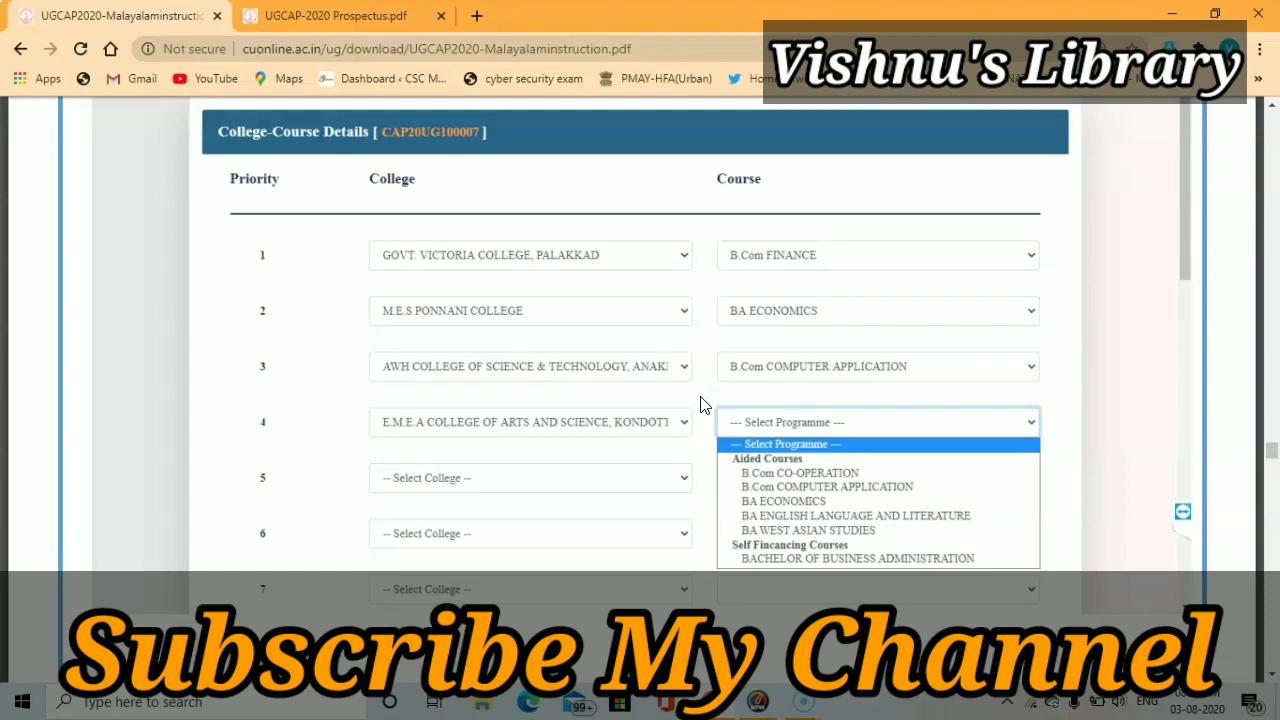 UGCAP2020-Malayalaminstructio
UGCAP-2020 Prospectus.pdf
Not secure
cuonline.ac.in/ug/download/UGCAP2020-Malayalaminstruction.pdf
Vishnu's Library
Apps
Gmail
YouTube
Maps
Dashboard < CSC M...
cyber security exam
PMAY-HFA(Urban)
College-Course Details [ CAP20UG100007 ]
Priority College Course
1 GOVT. VICTORIA COLLEGE, PALAKKAD B.Com FINANCE
2 M.E.S PONNANI COLLEGE BA ECONOMICS
3 AWH COLLEGE OF SCIENCE & TECHNOLOGY, ANAKI B.Com COMPUTER APPLICATION
4 E.M.E.A COLLEGE OF ARTS AND SCIENCE, KONDOTT --- Select Programme ---
--- Select Programme ---
Aided Courses
B.Com CO-OPERATION
B.Com COMPUTER APPLICATION
BA ECONOMICS
BA ENGLISH LANGUAGE AND LITERATURE
BA WEST ASIAN STUDIES
Self Fincancing Courses
BACHELOR OF BUSINESS ADMINISTRATION
5 -- Select College --
6 -- Select College --
7 -- Select College --
Subscribe My Channel
Type here to search
99+
ENG
03-08-2020
20